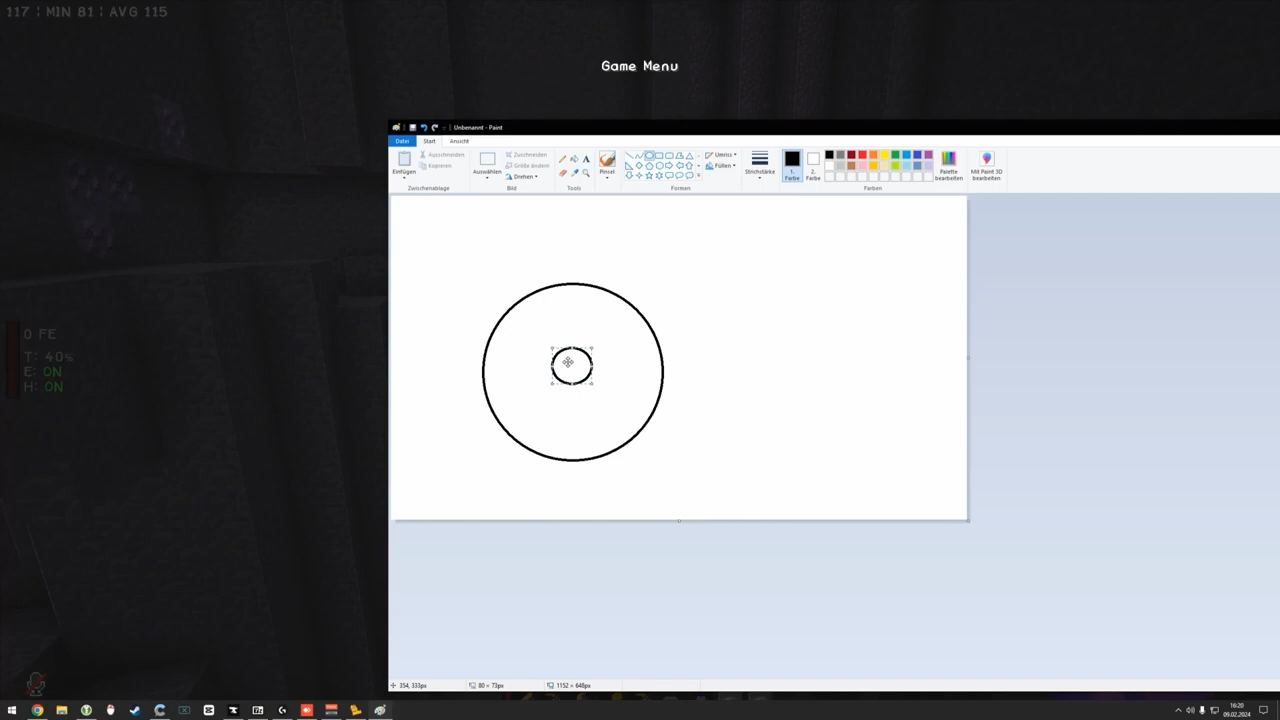 117 | MIN 81 | AVG 115
Game Menu
Unbenannt - Paint
Datei Start Ansicht
Einfügen
Ausschneiden
Kopieren
Zwischenablage
Auswählen
Zuschneiden
Größe ändern
Drehen
Bild
Tools
Pinsel
Formen
Umriss
Füllen
Strichstärke
1. Farbe
2. Farbe
Farben
Palette bearbeiten
Mit Paint 3D bearbeiten
0 FE
T: 40%
E: ON
H: ON
354, 333px 80 × 73px 1152 × 648px
16:20
09.02.2024